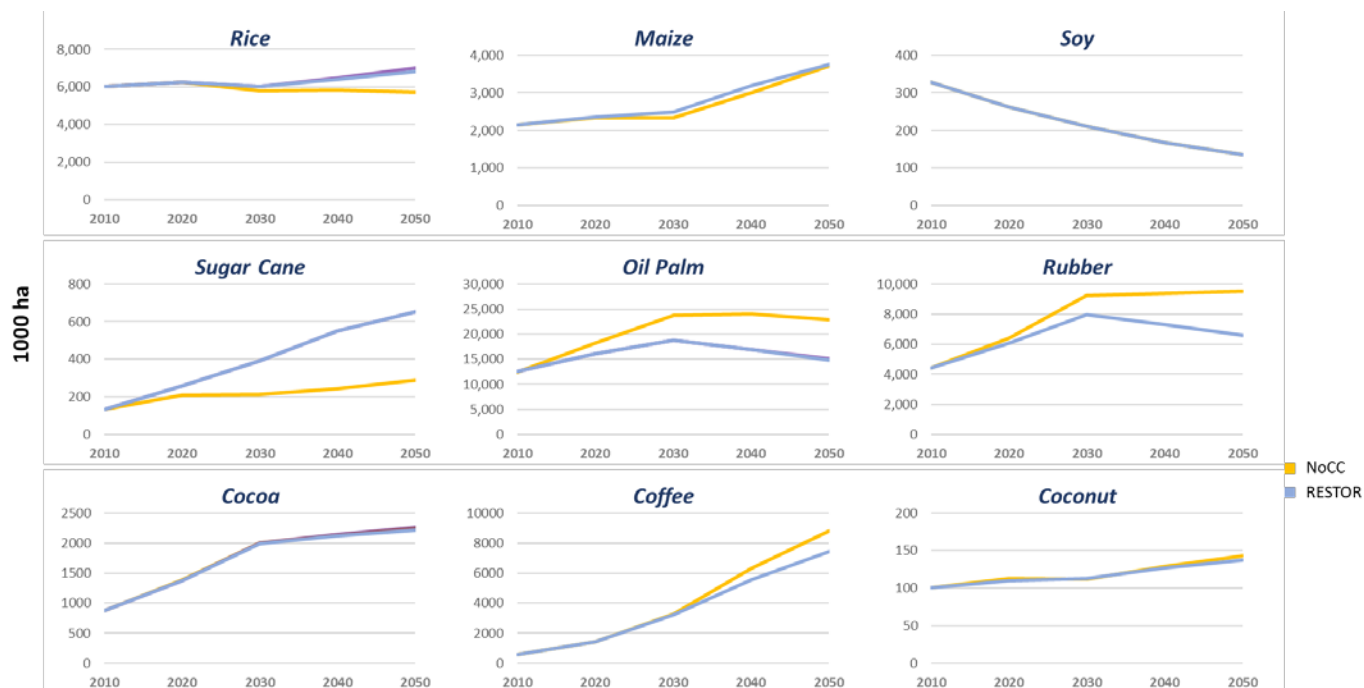 Rice
8,000
6,000
4,000
2,000
0
2010 2020 2030 2040 2050
Maize
4,000
3,000
2,000
1,000
0
2010 2020 2030 2040 2050
Soy
400
300
200
100
0
2010 2020 2030 2040 2050
1000 ha
Sugar Cane
800
600
400
200
0
2010 2020 2030 2040 2050
Oil Palm
30,000
25,000
20,000
15,000
10,000
5,000
0
2010 2020 2030 2040 2050
Rubber
10,000
8,000
6,000
4,000
2,000
0
2010 2020 2030 2040 2050
NoCC
RESTOR
Cocoa
2500
2000
1500
1000
500
0
2010 2020 2030 2040 2050
Coffee
10000
8000
6000
4000
2000
0
2010 2020 2030 2040 2050
Coconut
200
150
100
50
0
2010 2020 2030 2040 2050